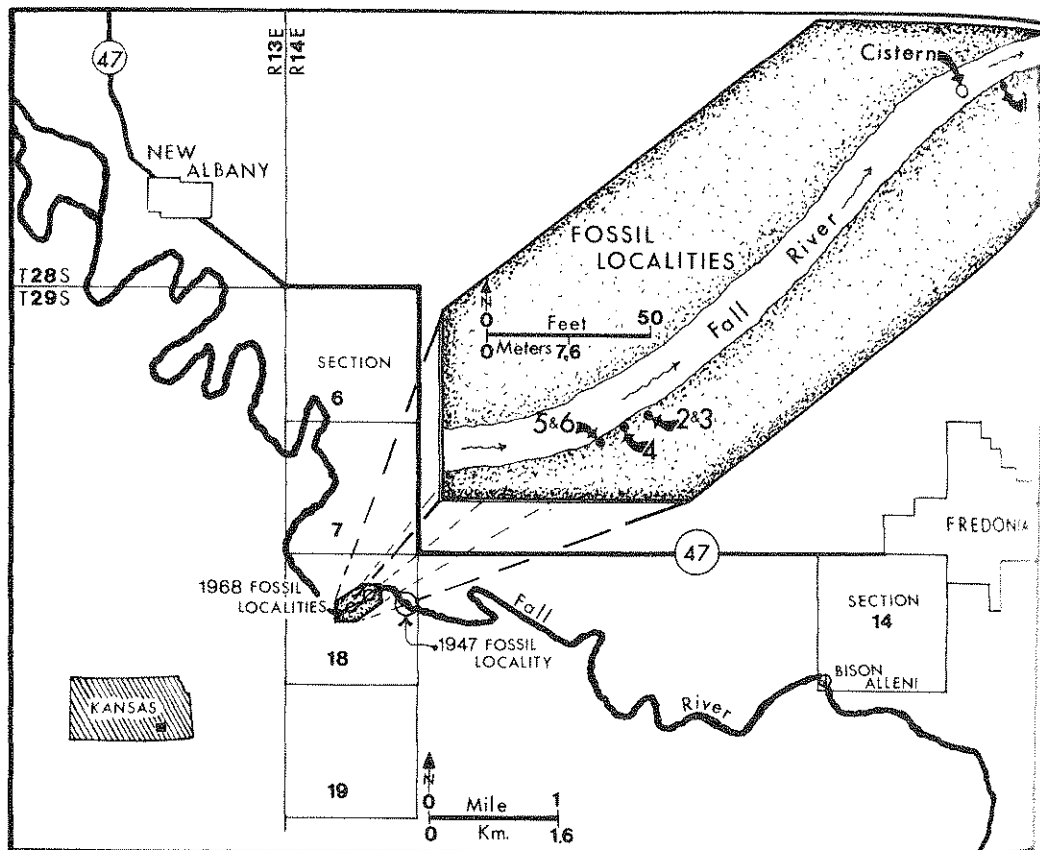 47
R13E
R14E
NEW
ALBANY
T28S
T29S
SECTION
6
7
18
19
1968 FOSSIL
LOCALITIES
1947 FOSSIL
LOCALITY
KANSAS
N
0 Mile 1
0 Km. 1.6
Cistern
1
FOSSIL
LOCALITIES
Fall River
N
0 Feet 50
0 Meters 7.6
5&6
4
2&3
47
FREDONIA
SECTION
14
BISON
ALLENI
Fall
River